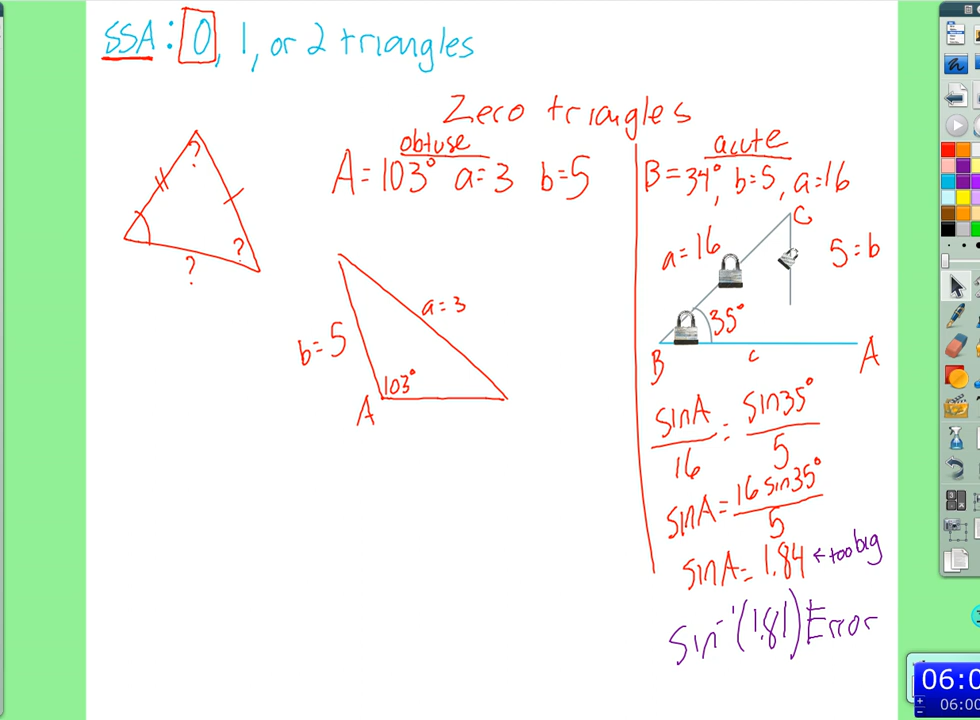 SSA: 0, 1, or 2 triangles
Zero triangles
obtuse
A=103° a=3 b=5
?
?
?
b=5
a=3
103°
A
acute
B=34°, b=5, a=16
C
a=16
5=b
35°
B
c
A
sinA/16 = sin35°/5
sinA=16 sin35°/5
sinA=1.84 ←too big
Sin⁻¹(1.81) Error
06:0
06:00